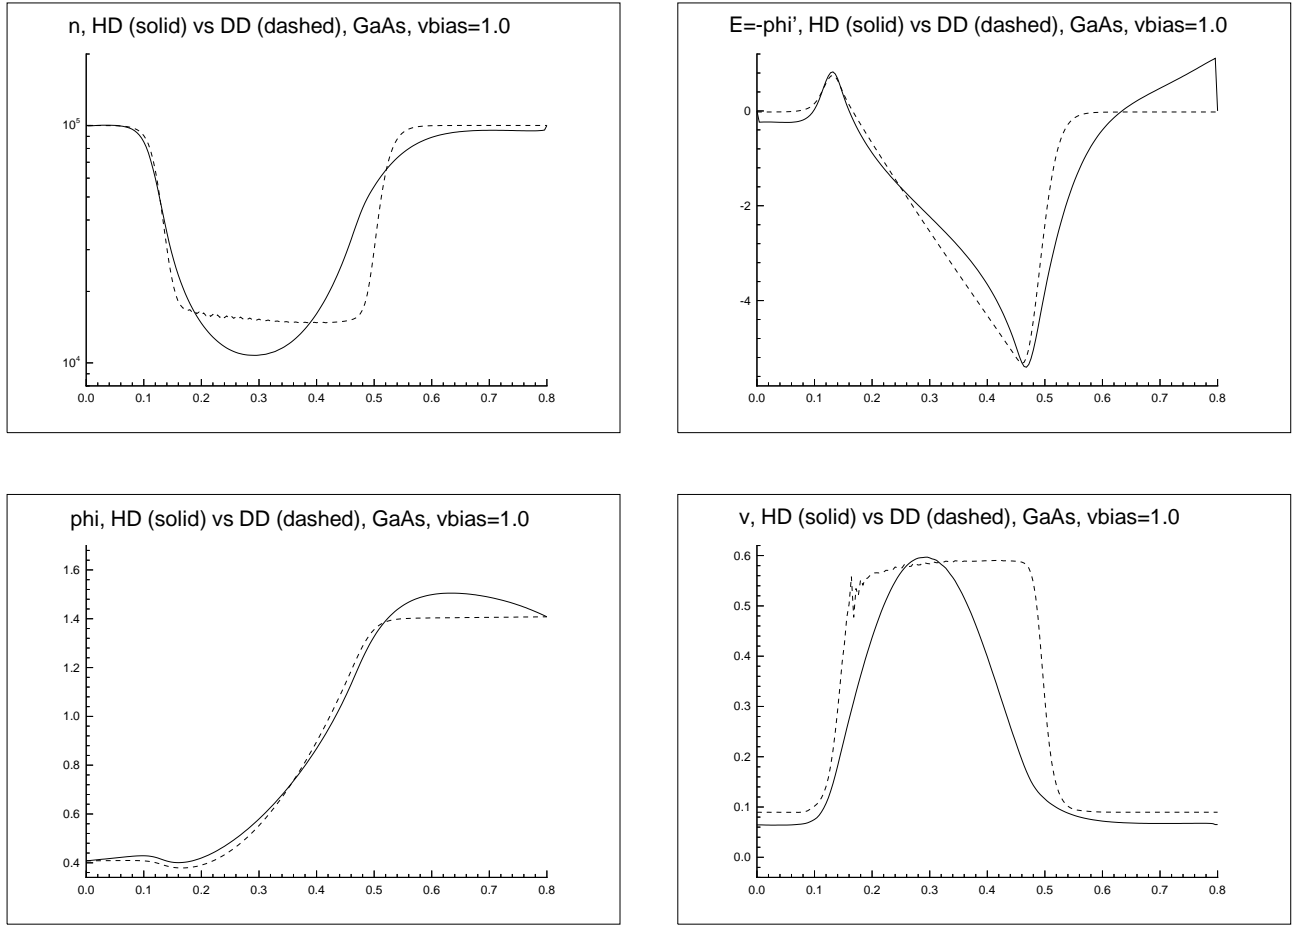 n, HD (solid) vs DD (dashed), GaAs, vbias=1.0
10^5
10^4
0.0 0.1 0.2 0.3 0.4 0.5 0.6 0.7 0.8
E=-phi', HD (solid) vs DD (dashed), GaAs, vbias=1.0
0
-2
-4
0.0 0.1 0.2 0.3 0.4 0.5 0.6 0.7 0.8
phi, HD (solid) vs DD (dashed), GaAs, vbias=1.0
1.6
1.4
1.2
1.0
0.8
0.6
0.4
0.0 0.1 0.2 0.3 0.4 0.5 0.6 0.7 0.8
v, HD (solid) vs DD (dashed), GaAs, vbias=1.0
0.6
0.5
0.4
0.3
0.2
0.1
0.0
0.0 0.1 0.2 0.3 0.4 0.5 0.6 0.7 0.8